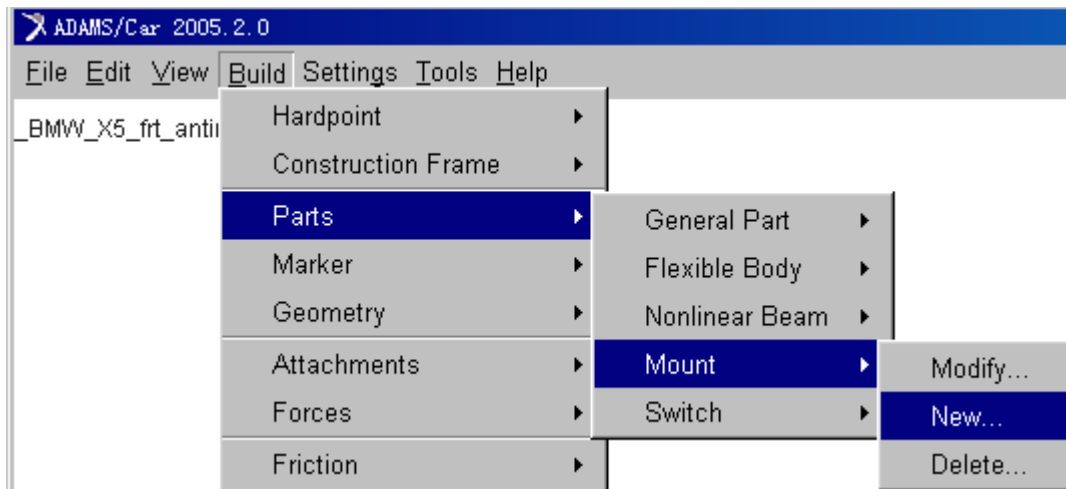 ADAMS/Car 2005.2.0
File Edit View Build Settings Tools Help
_BMW_X5_frt_anti
Hardpoint
Construction Frame
Parts
Marker
Geometry
Attachments
Forces
Friction
General Part
Flexible Body
Nonlinear Beam
Mount
Switch
Modify...
New...
Delete...